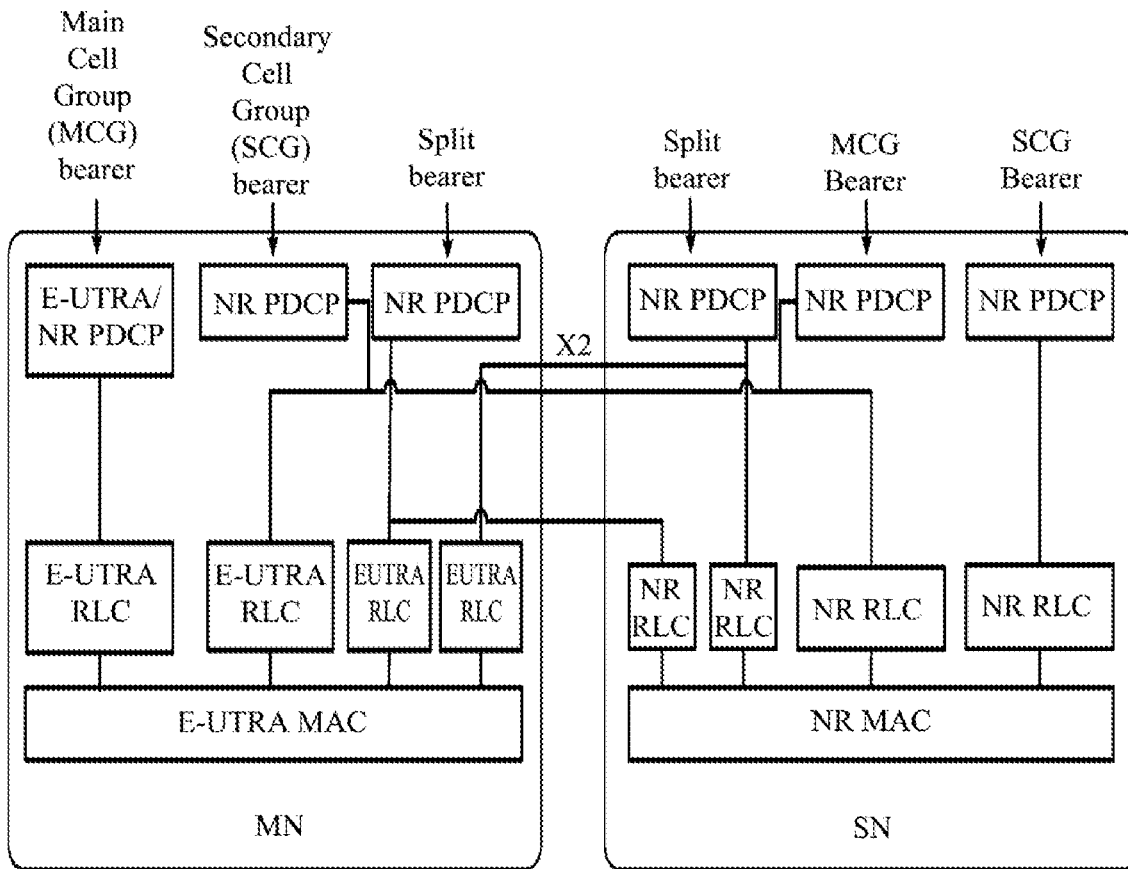 Main
Cell
Group
(MCG)
bearer
Secondary
Cell
Group
(SCG)
bearer
Split
bearer
Split
bearer
MCG
Bearer
SCG
Bearer
E-UTRA/
NR PDCP
NR PDCP
NR PDCP
NR PDCP
NR PDCP
NR PDCP
X2
E-UTRA
RLC
E-UTRA
RLC
EUTRA
RLC
EUTRA
RLC
NR
RLC
NR
RLC
NR RLC
NR RLC
E-UTRA MAC
NR MAC
MN
SN